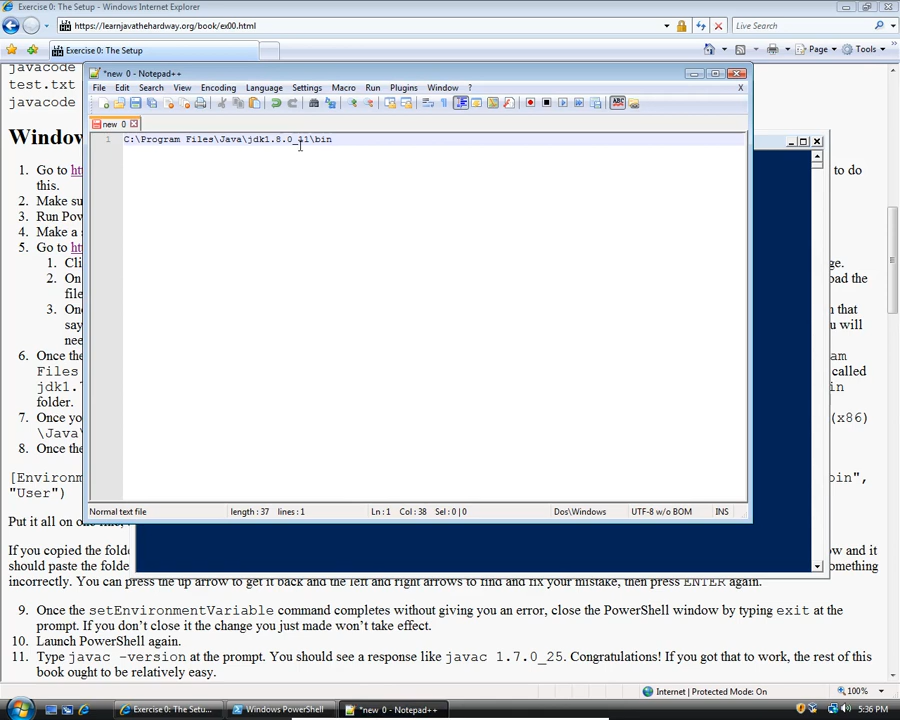 Exercise 0: The Setup - Windows Internet Explorer
https://learnjavathehardway.org/book/ex00.html
Live Search
Exercise 0: The Setup
Page
Tools
javacode
test.txt
javacode
*new 0 - Notepad++
File Edit Search View Encoding Language Settings Macro Run Plugins Window ?
X
new 0
1 C:\Program Files\Java\jdk1.8.0_11\bin
Window
1. Go to ht to do
this.
2. Make su
3. Run Pow
4. Make a s
5. Go to ht
1. Clic ge.
2. On ad the
file
3. Onc n that
say, u will
nee
6. Once the am
Files called
jdk1. in
folder.
7. Once yo (x86)
\Java\
8. Once the
[Environm bin",
"User")
Normal text file length : 37 lines : 1 Ln : 1 Col : 38 Sel : 0 | 0 Dos\Windows UTF-8 w/o BOM INS
Put it all on one line,
If you copied the folde ow and it
should paste the folde omething
incorrectly. You can press the up arrow to get it back and the left and right arrows to find and fix your mistake, then press ENTER again.
9. Once the setEnvironmentVariable command completes without giving you an error, close the PowerShell window by typing exit at the
prompt. If you don't close it the change you just made won't take effect.
10. Launch PowerShell again.
11. Type javac -version at the prompt. You should see a response like javac 1.7.0_25. Congratulations! If you got that to work, the rest of this
book ought to be relatively easy.
Internet | Protected Mode: On
100%
Exercise 0: The Setu...
Windows PowerShell
*new 0 - Notepad++
5:36 PM